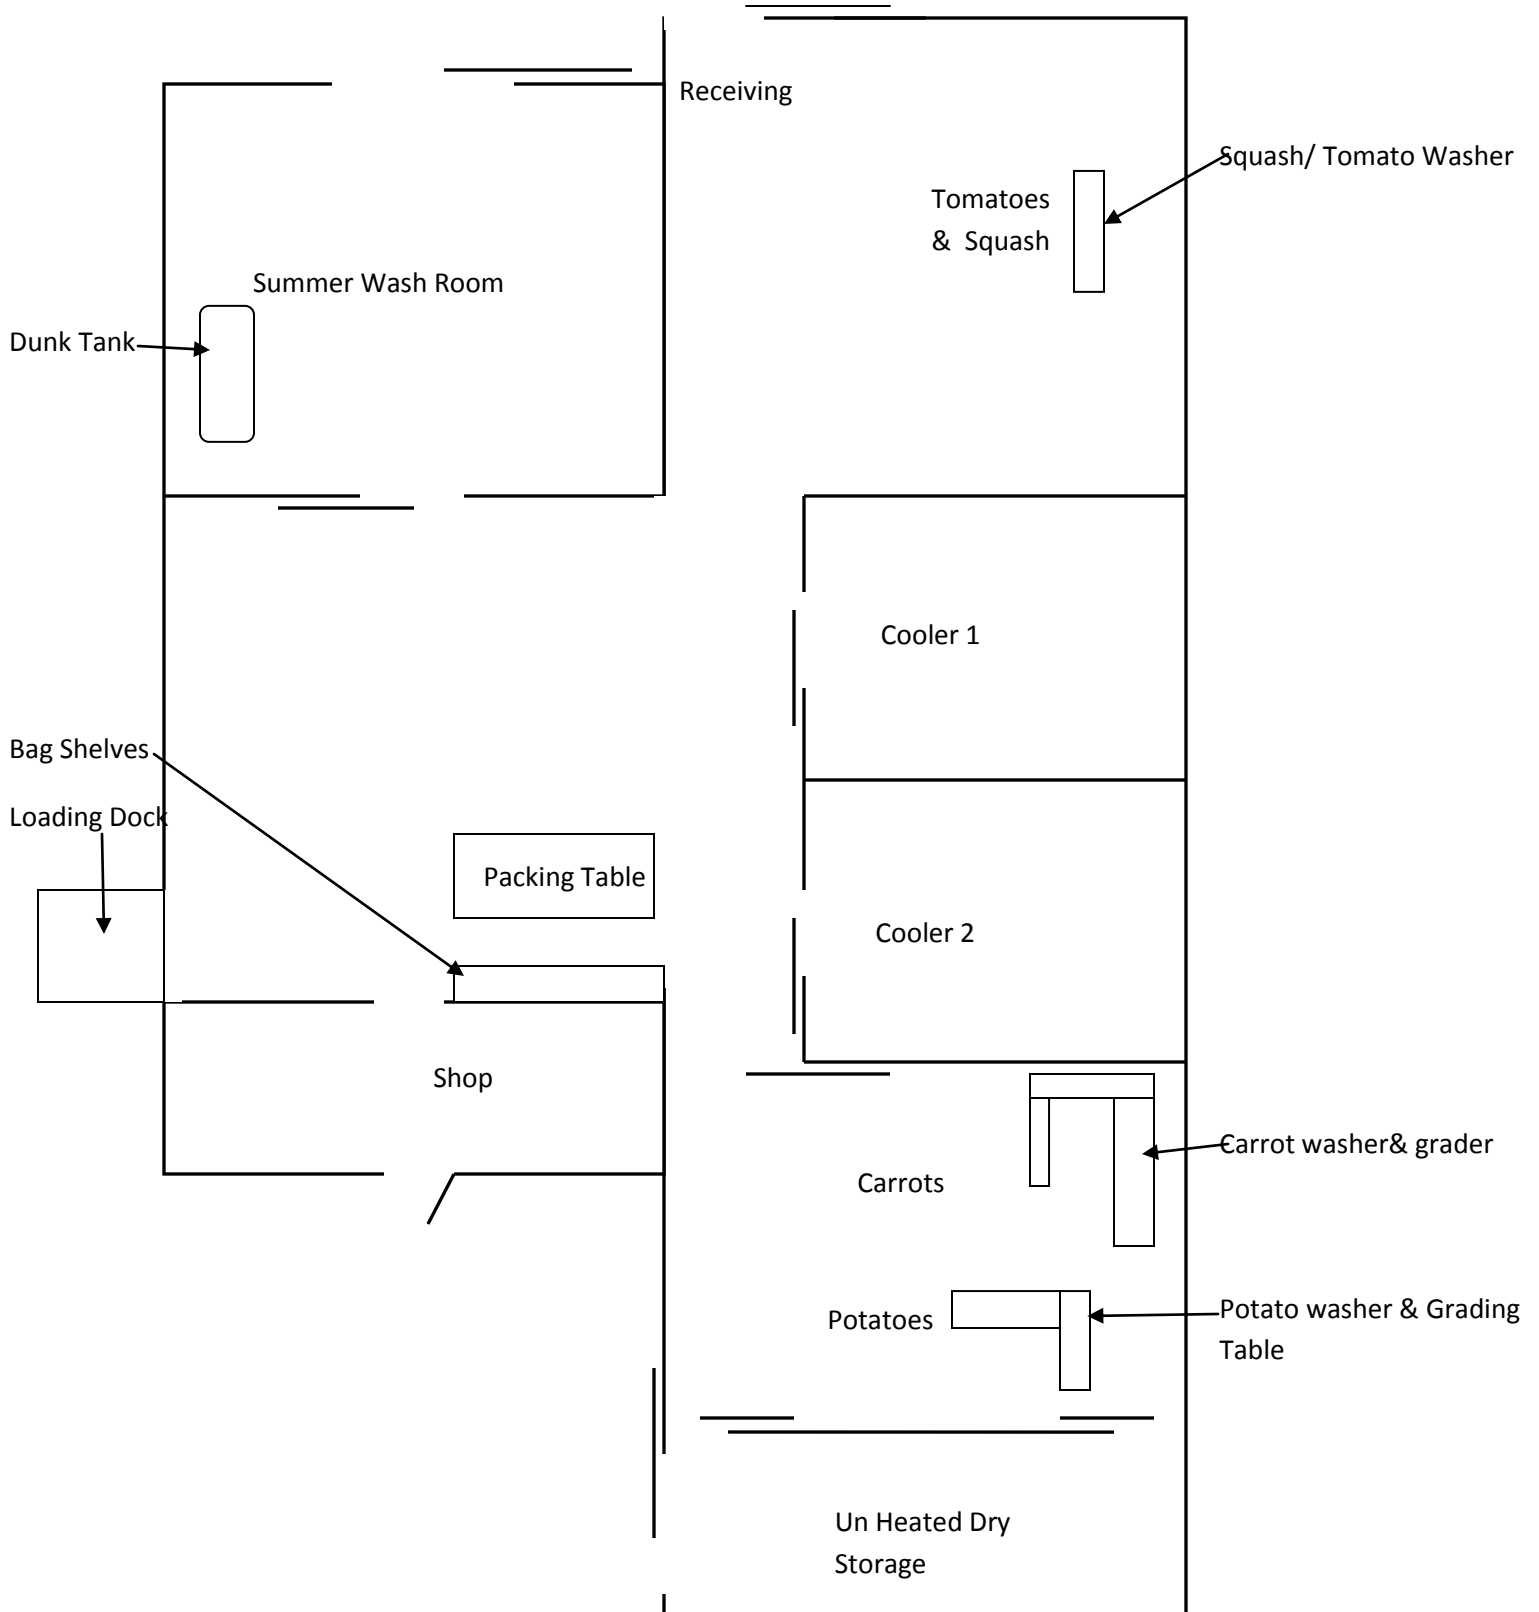 Receiving
Squash/ Tomato Washer
Tomatoes
& Squash
Summer Wash Room
Dunk Tank
Cooler 1
Bag Shelves
Loading Dock
Packing Table
Cooler 2
Shop
Carrot washer& grader
Carrots
Potato washer & Grading
Table
Potatoes
Un Heated Dry
Storage